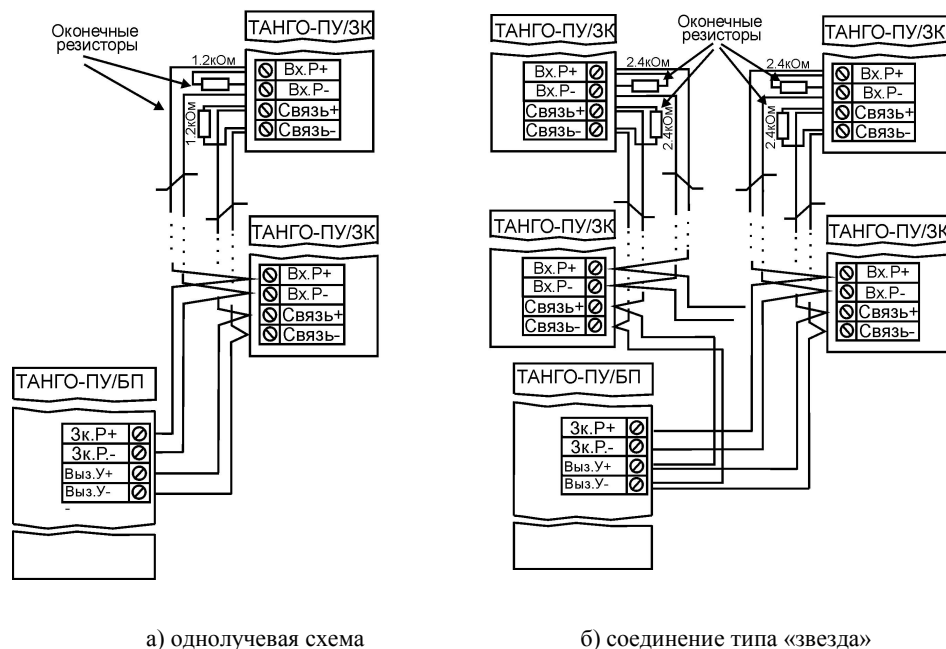 ТАНГО-ПУ/ЗК
Оконечные
резисторы
1.2кОм
Вх.Р+
Вх.Р-
Связь+
Связь-
1.2кОм
ТАНГО-ПУ/ЗК
Вх.Р+
Вх.Р-
Связь+
Связь-
ТАНГО-ПУ/БП
Зк.Р+
Зк.Р.-
Выз.У+
Выз.У-
-
а) однолучевая схема
ТАНГО-ПУ/ЗК
Оконечные
резисторы
ТАНГО-ПУ/ЗК
2.4кОм
2.4кОм
Вх.Р+
Вх.Р-
Связь+
Связь-
2.4кОм
2.4кОм
Вх.Р+
Вх.Р-
Связь+
Связь-
ТАНГО-ПУ/ЗК
ТАНГО-ПУ/ЗК
Вх.Р+
Вх.Р-
Связь+
Связь-
Вх.Р+
Вх.Р-
Связь+
Связь-
ТАНГО-ПУ/БП
Зк.Р+
Зк.Р.-
Выз.У+
Выз.У-
б) соединение типа «звезда»